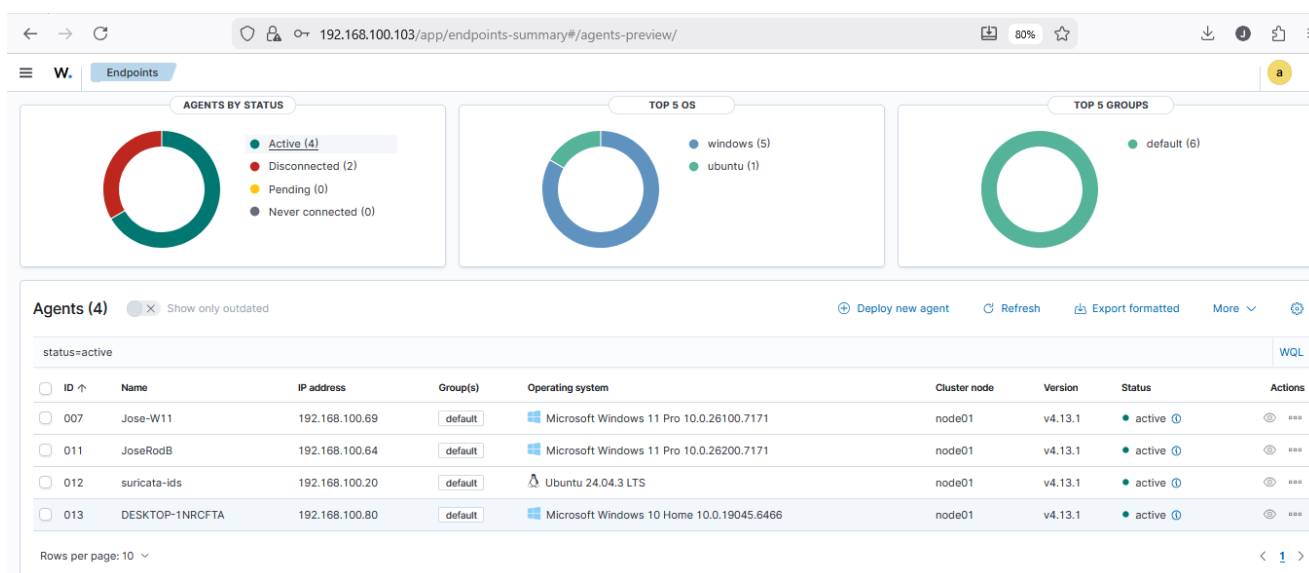 192.168.100.103/app/endpoints-summary#/agents-preview/ 80% J
W. Endpoints a
AGENTS BY STATUS
Active (4)
Disconnected (2)
Pending (0)
Never connected (0)
TOP 5 OS
windows (5)
ubuntu (1)
TOP 5 GROUPS
default (6)
Agents (4) Show only outdated Deploy new agent Refresh Export formatted More
status=active WQL
ID Name IP address Group(s) Operating system Cluster node Version Status Actions
007 Jose-W11 192.168.100.69 default Microsoft Windows 11 Pro 10.0.26100.7171 node01 v4.13.1 active
011 JoseRodB 192.168.100.64 default Microsoft Windows 11 Pro 10.0.26200.7171 node01 v4.13.1 active
012 suricata-ids 192.168.100.20 default Ubuntu 24.04.3 LTS node01 v4.13.1 active
013 DESKTOP-1NRCFTA 192.168.100.80 default Microsoft Windows 10 Home 10.0.19045.6466 node01 v4.13.1 active
Rows per page: 10 1